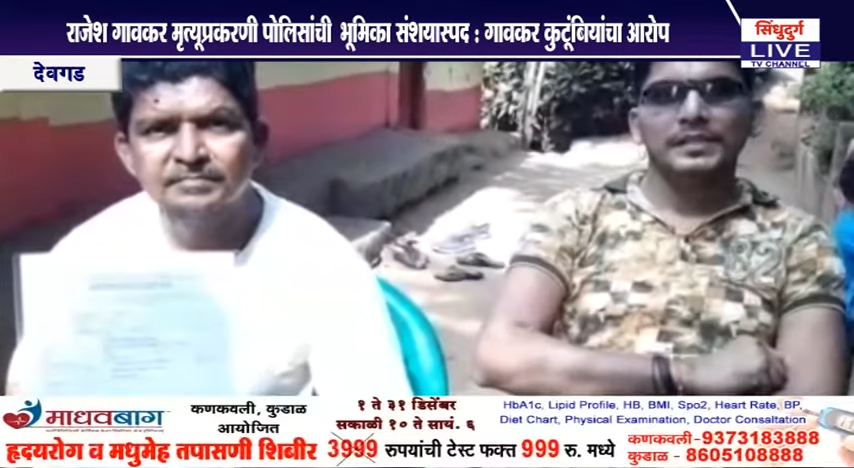 राजेश गावकर मृत्यूप्रकरणी पोलिसांची भूमिका संशयास्पद : गावकर कुटूंबियांचा आरोप
सिंधुदुर्ग
LIVE
TV CHANNEL
देवगड
माधवबाग
कणकवली, कुडाळ
आयोजित
१ ते ३१ डिसेंबर
सकाळी १० ते सायं. ६
HbA1c, Lipid Profile, HB, BMI, Spo2, Heart Rate, BP,
Diet Chart, Physical Examination, Doctor Consaltation
हृदयरोग व मधुमेह तपासणी शिबीर 3999 रुपयांची टेस्ट फक्त 999 रु. मध्ये
कणकवली-9373183888
कुडाळ - 8605108888